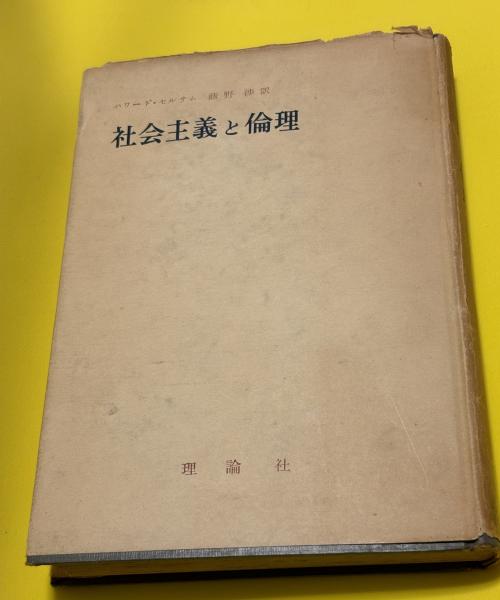 ハワード・セルサム 藤野 渉訳
社会主義と倫理
理論社